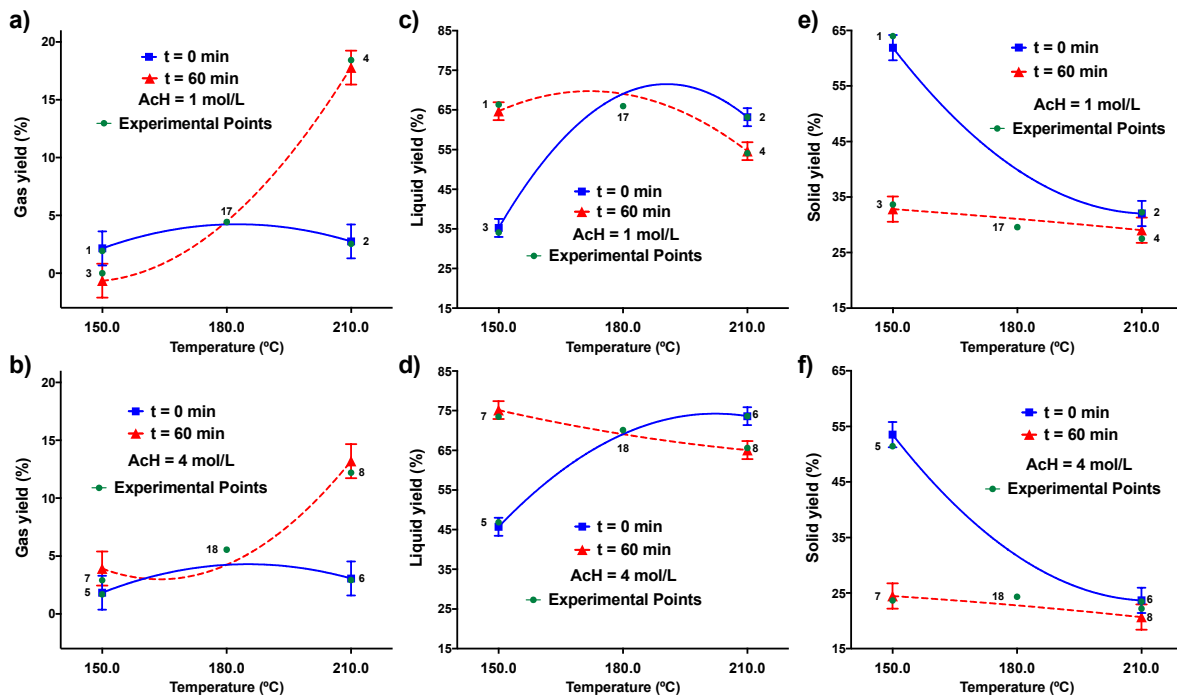 a)
Gas yield (%)
20
15
10
5
0
t = 0 min
t = 60 min
AcH = 1 mol/L
Experimental Points
1
3
17
4
2
150.0
180.0
210.0
Temperature (ºC)
c)
Liquid yield (%)
85
75
65
55
45
35
25
15
1
3
17
2
4
t = 0 min
t = 60 min
AcH = 1 mol/L
Experimental Points
150.0
180.0
210.0
Temperature (ºC)
e)
Solid yield (%)
65
55
45
35
25
15
t = 0 min
t = 60 min
AcH = 1 mol/L
Experimental Points
1
3
17
2
4
150.0
180.0
210.0
Temperature (ºC)
b)
Gas yield (%)
20
15
10
5
0
t = 0 min
t = 60 min
AcH = 4 mol/L
Experimental Points
7
5
18
8
6
150.0
180.0
210.0
Temperature (ºC)
d)
Liquid yield (%)
85
75
65
55
45
35
25
15
7
5
18
6
8
t = 0 min
t = 60 min
AcH = 4 mol/L
Experimental Points
150.0
180.0
210.0
Temperature (ºC)
f)
Solid yield (%)
65
55
45
35
25
15
t = 0 min
t = 60 min
AcH = 4 mol/L
Experimental Points
5
7
18
6
8
150.0
180.0
210.0
Temperature (ºC)